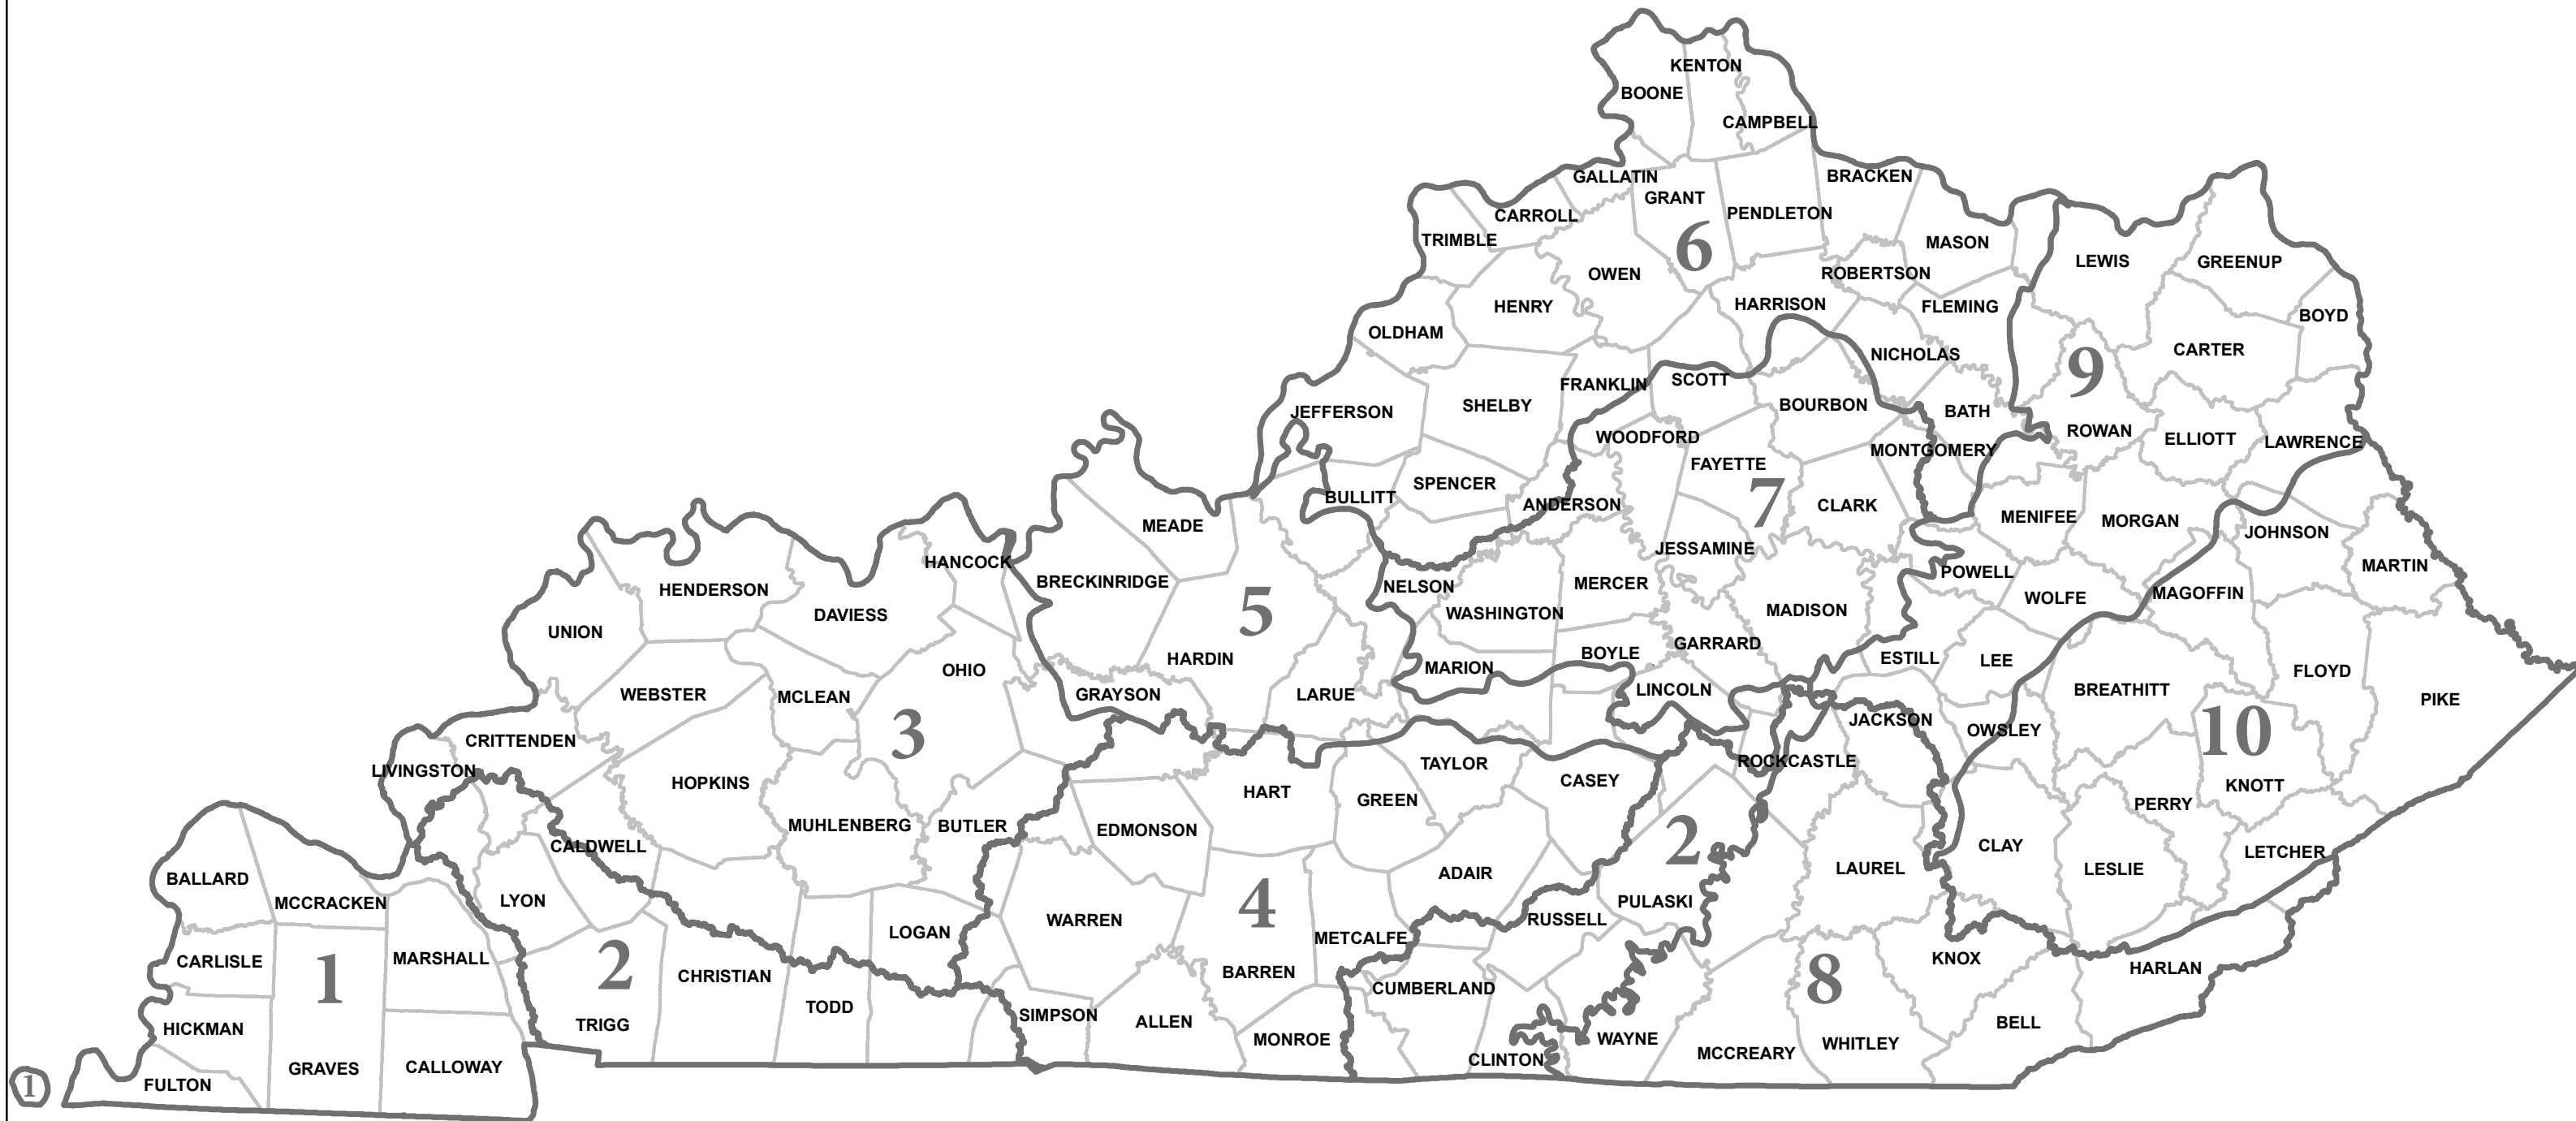 KENTON
BOONE
CAMPBELL
GALLATIN
BRACKEN
GRANT
CARROLL
PENDLETON
TRIMBLE
6
MASON
LEWIS
GREENUP
OWEN
ROBERTSON
HENRY
HARRISON
FLEMING
BOYD
OLDHAM
NICHOLAS
CARTER
9
FRANKLIN
SCOTT
JEFFERSON
SHELBY
BOURBON
BATH
ROWAN
ELLIOTT
LAWRENCE
WOODFORD
MONTGOMERY
FAYETTE
SPENCER
BULLITT
ANDERSON
7
CLARK
MENIFEE
MORGAN
MEADE
JOHNSON
HANCOCK
JESSAMINE
MARTIN
POWELL
BRECKINRIDGE
NELSON
MERCER
HENDERSON
MAGOFFIN
WOLFE
DAVIESS
5
WASHINGTON
MADISON
UNION
GARRARD
BOYLE
HARDIN
ESTILL
LEE
OHIO
MARION
FLOYD
WEBSTER
MCLEAN
GRAYSON
LARUE
LINCOLN
BREATHITT
PIKE
3
JACKSON
OWSLEY
10
CRITTENDEN
LIVINGSTON
TAYLOR
ROCKCASTLE
HOPKINS
HART
CASEY
KNOTT
GREEN
PERRY
MUHLENBERG
BUTLER
EDMONSON
2
CALDWELL
CLAY
LETCHER
BALLARD
ADAIR
LAUREL
LESLIE
MCCRACKEN
LYON
PULASKI
WARREN
4
RUSSELL
LOGAN
METCALFE
CARLISLE
MARSHALL
KNOX
HARLAN
1
2
CHRISTIAN
BARREN
8
CUMBERLAND
TODD
HICKMAN
TRIGG
SIMPSON
ALLEN
BELL
MONROE
WAYNE
WHITLEY
MCCREARY
CLINTON
GRAVES
CALLOWAY
FULTON
1